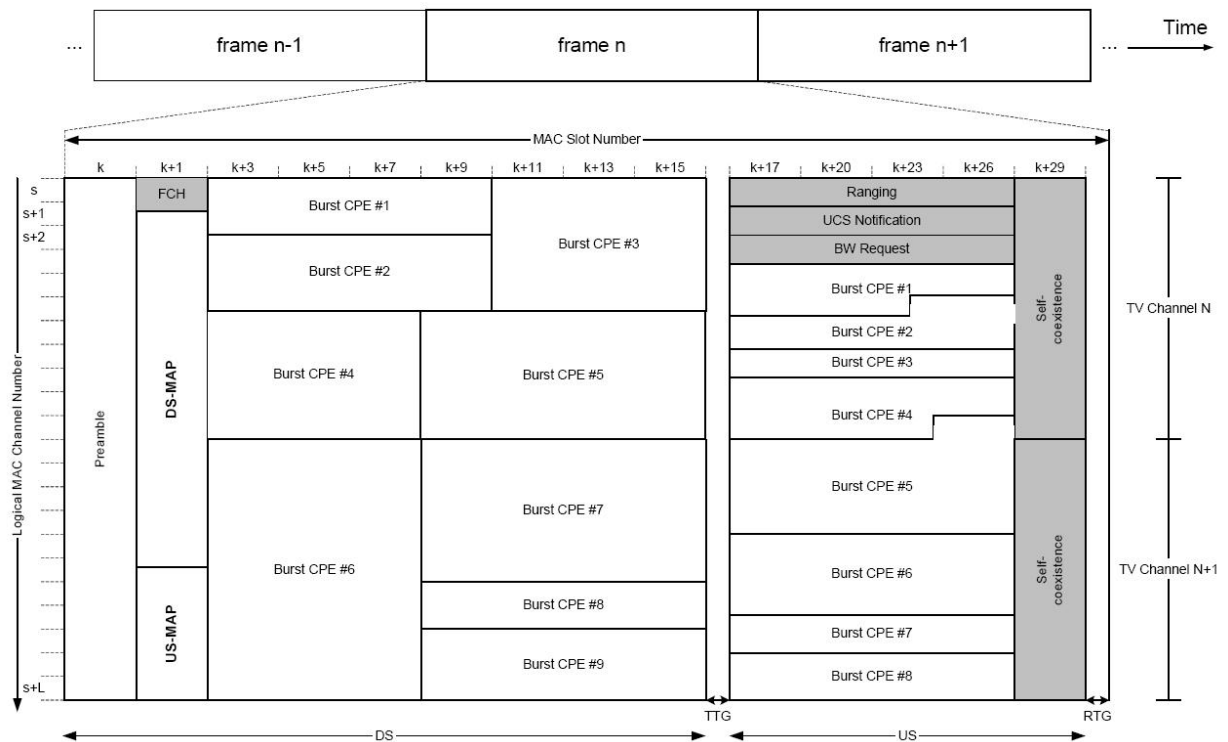 ... frame n-1 frame n frame n+1 ... Time
MAC Slot Number
k k+1 k+3 k+5 k+7 k+9 k+11 k+13 k+15 k+17 k+20 k+23 k+26 k+29
Logical MAC Channel Number
s
s+1
s+2
s+L
Preamble
FCH
DS-MAP
US-MAP
Burst CPE #1
Burst CPE #2
Burst CPE #3
Burst CPE #4
Burst CPE #5
Burst CPE #6
Burst CPE #7
Burst CPE #8
Burst CPE #9
Ranging
UCS Notification
BW Request
Burst CPE #1
Burst CPE #2
Burst CPE #3
Burst CPE #4
Burst CPE #5
Burst CPE #6
Burst CPE #7
Burst CPE #8
Self-
coexistence
Self-
coexistence
TV Channel N
TV Channel N+1
TTG
RTG
DS
US